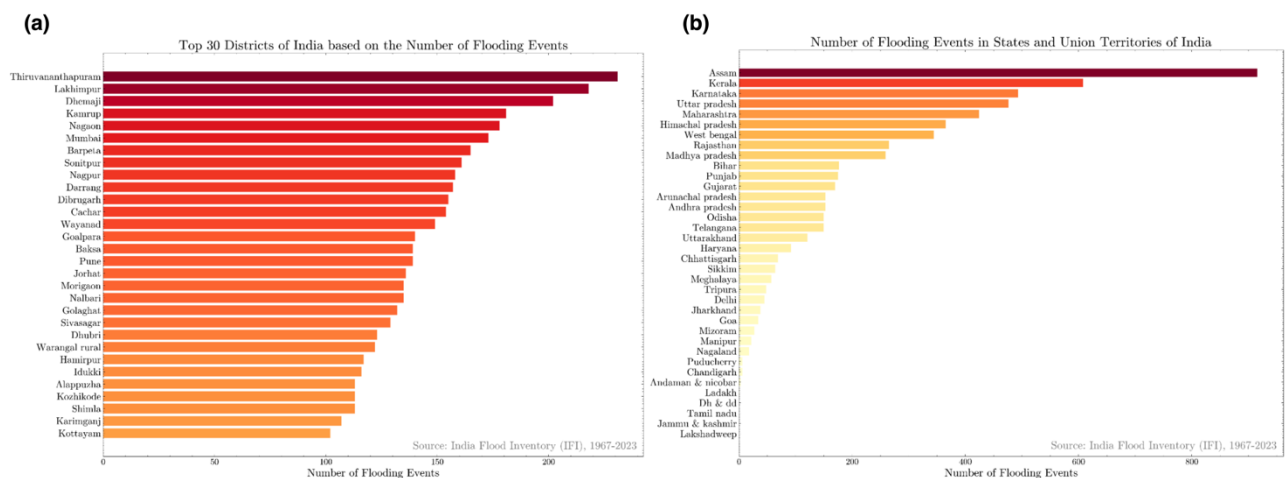 (a)
Top 30 Districts of India based on the Number of Flooding Events
Thiruvananthapuram
Lakhimpur
Dhemaji
Kamrup
Nagaon
Mumbai
Barpeta
Sonitpur
Nagpur
Darrang
Dibrugarh
Cachar
Wayanad
Goalpara
Baksa
Pune
Jorhat
Morigaon
Nalbari
Golaghat
Sivasagar
Dhubri
Warangal rural
Hamirpur
Idukki
Alappuzha
Kozhikode
Shimla
Karimganj
Kottayam
Source: India Flood Inventory (IFI), 1967-2023
0 50 100 150 200
Number of Flooding Events
(b)
Number of Flooding Events in States and Union Territories of India
Assam
Kerala
Karnataka
Uttar pradesh
Maharashtra
Himachal pradesh
West bengal
Rajasthan
Madhya pradesh
Bihar
Punjab
Gujarat
Arunachal pradesh
Andhra pradesh
Odisha
Telangana
Uttarakhand
Haryana
Chhattisgarh
Sikkim
Meghalaya
Tripura
Delhi
Jharkhand
Goa
Mizoram
Manipur
Nagaland
Puducherry
Chandigarh
Andaman & nicobar
Ladakh
Dh & dd
Tamil nadu
Jammu & kashmir
Lakshadweep
Source: India Flood Inventory (IFI), 1967-2023
0 200 400 600 800
Number of Flooding Events